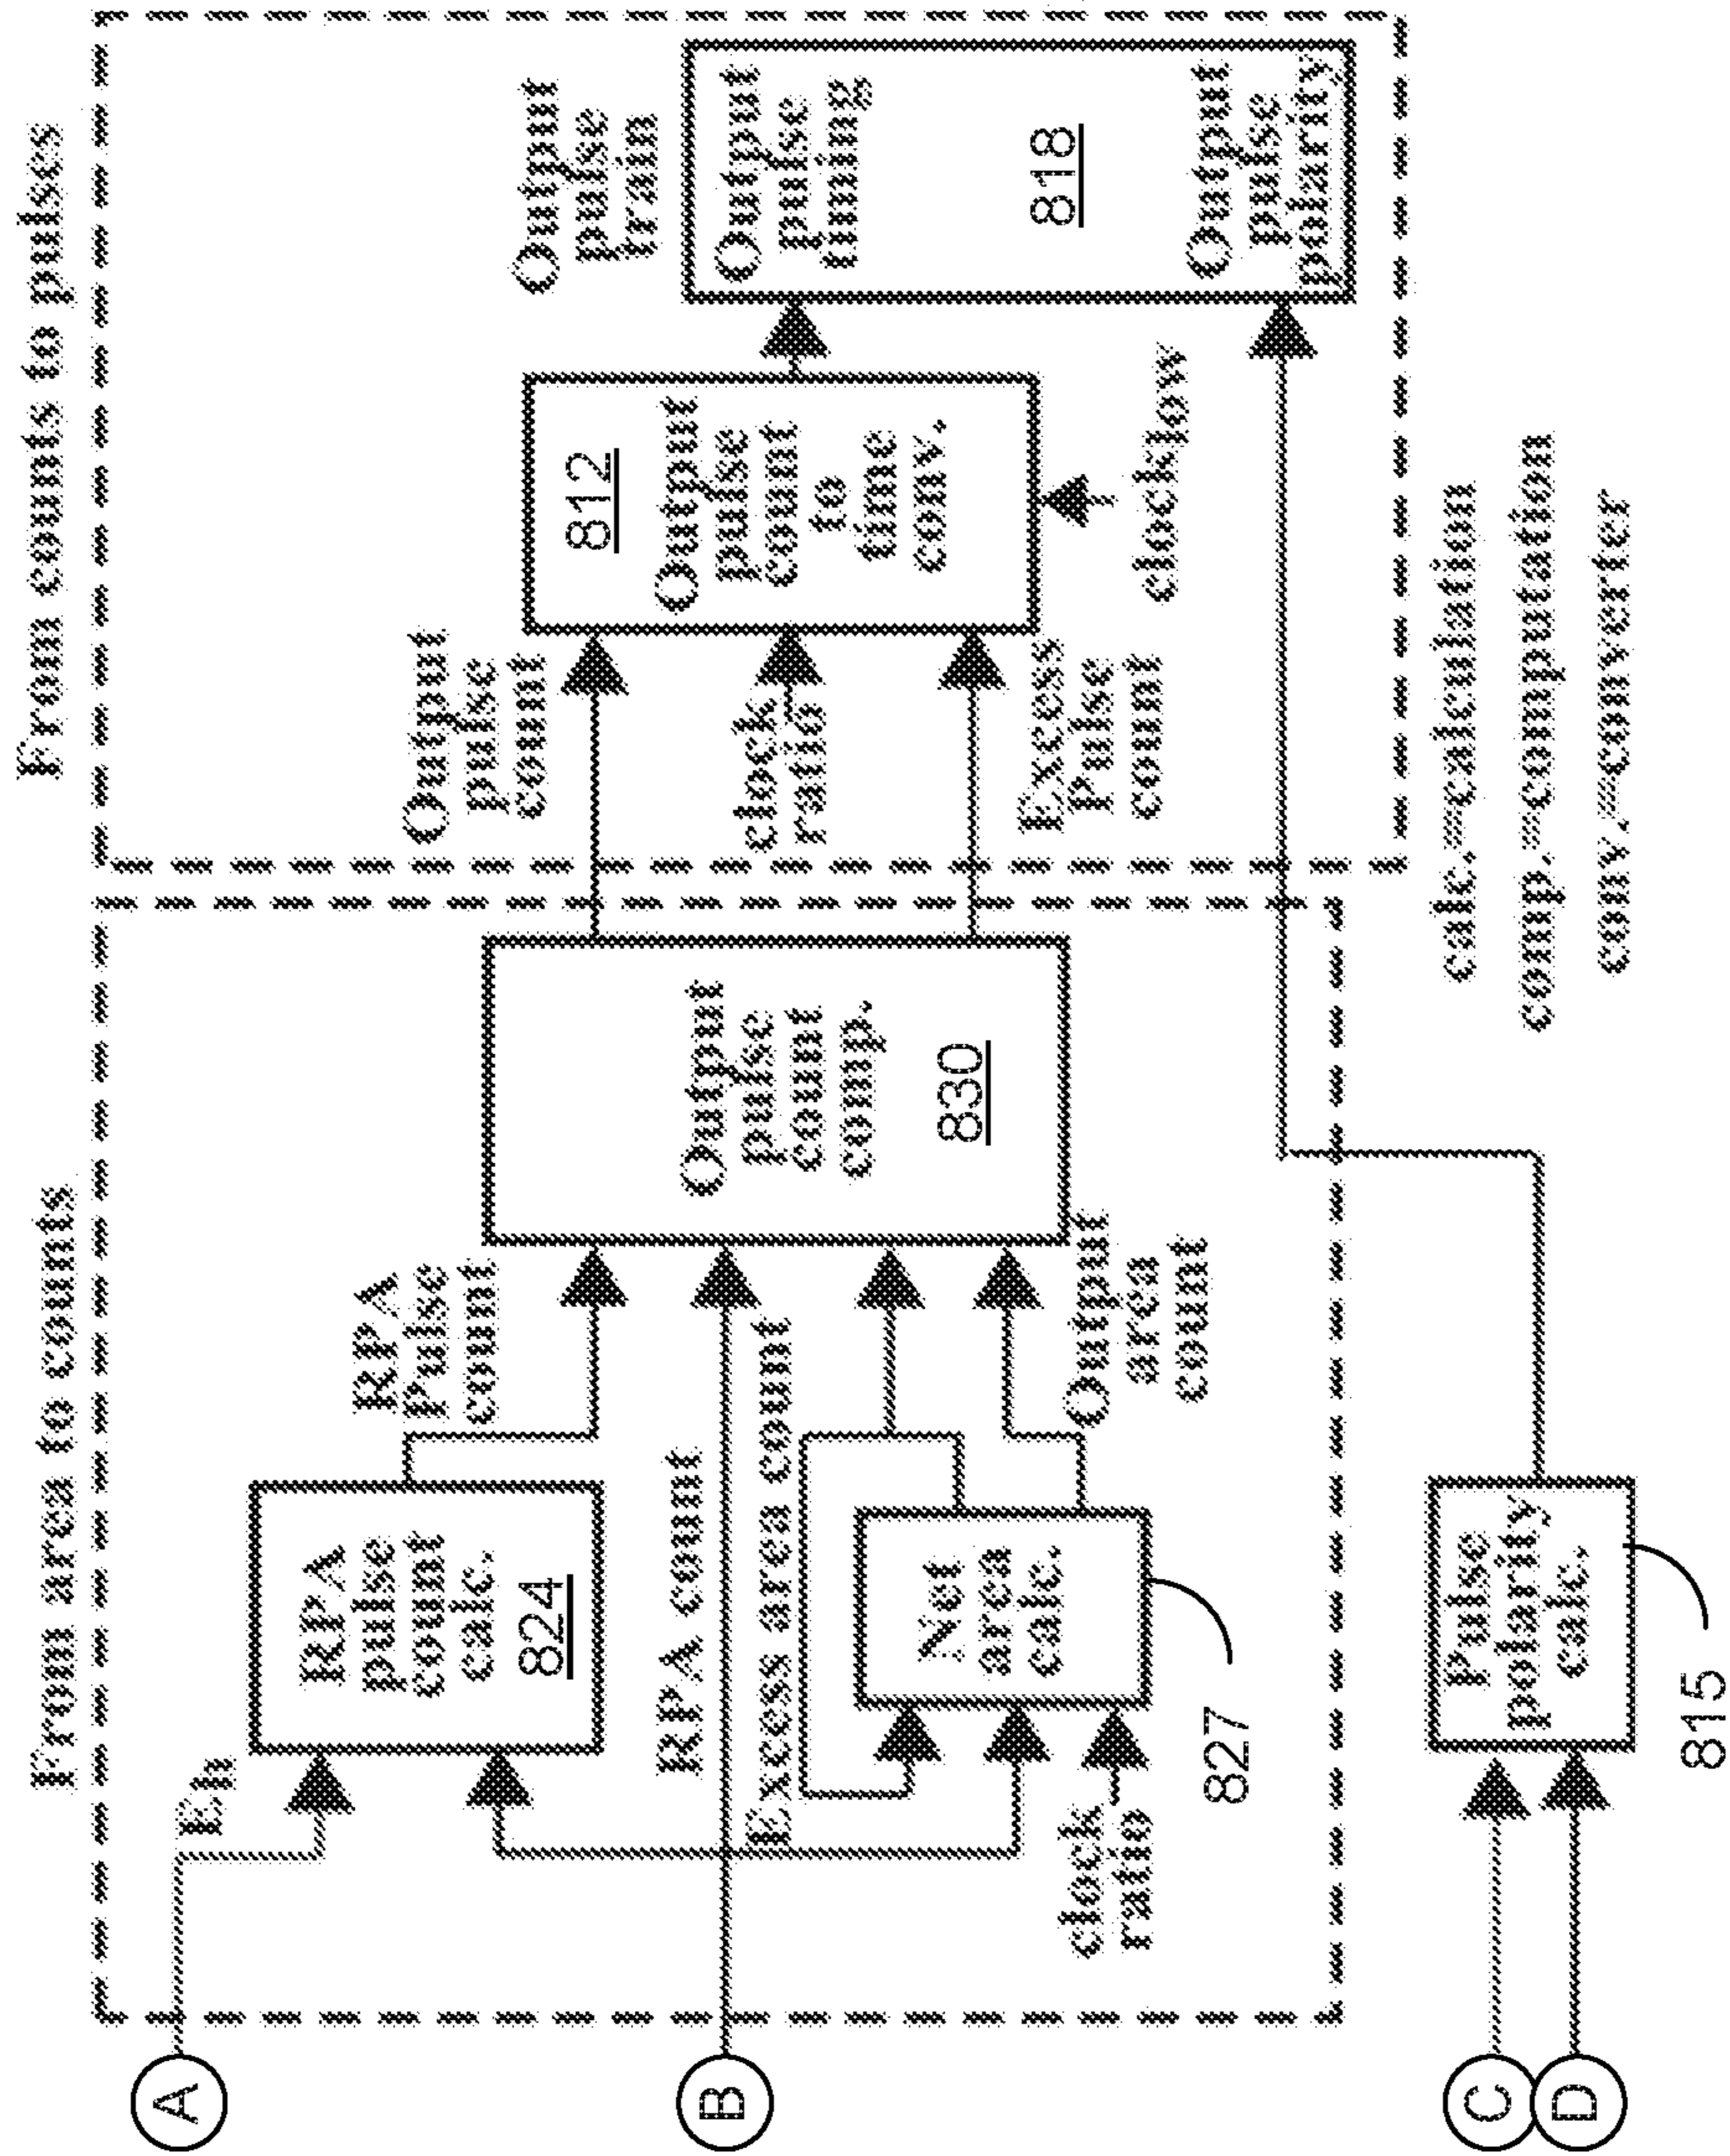 From area to counts
From counts to pulses
A
Eh
RPA
pulse
count
calc.
824
RPA
Pulse
count
B
RPA count
Excess area count
Net
area
calc.
827
clock
ratio
Output
area
count
Output
pulse
count
comp.
830
Output
pulse
count
clock
ratio
Excess
Pulse
count
812
Output
pulse
count
to
time
conv.
clocklow
Output
pulse
train
Output
pulse
timing
818
Output
pulse
polarity
C
D
Pulse
polarity
calc.
815
calc.=calculation
comp.=computation
conv.=converter